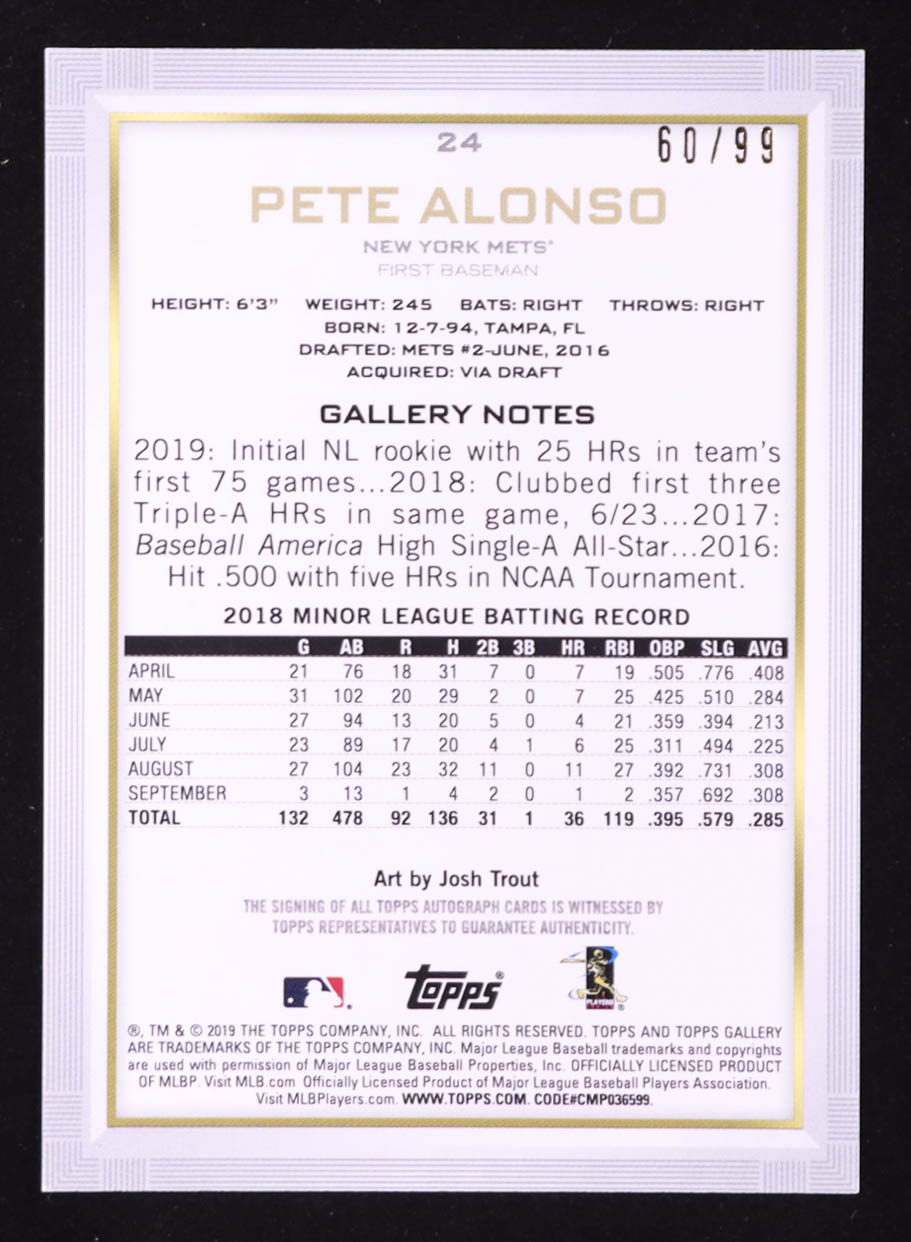 24
60/99
PETE ALONSO
NEW YORK METS®
FIRST BASEMAN
HEIGHT: 6'3" WEIGHT: 245 BATS: RIGHT THROWS: RIGHT
BORN: 12-7-94, TAMPA, FL
DRAFTED: METS #2-JUNE, 2016
ACQUIRED: VIA DRAFT
GALLERY NOTES
2019: Initial NL rookie with 25 HRs in team's
first 75 games...2018: Clubbed first three
Triple-A HRs in same game, 6/23...2017:
Baseball America High Single-A All-Star...2016:
Hit .500 with five HRs in NCAA Tournament.
2018 MINOR LEAGUE BATTING RECORD
G AB R H 2B 3B HR RBI OBP SLG AVG
APRIL 21 76 18 31 7 0 7 19 .505 .776 .408
MAY 31 102 20 29 2 0 7 25 .425 .510 .284
JUNE 27 94 13 20 5 0 4 21 .359 .394 .213
JULY 23 89 17 20 4 1 6 25 .311 .494 .225
AUGUST 27 104 23 32 11 0 11 27 .392 .731 .308
SEPTEMBER 3 13 1 4 2 0 1 2 .357 .692 .308
TOTAL 132 478 92 136 31 1 36 119 .395 .579 .285
Art by Josh Trout
THE SIGNING OF ALL TOPPS AUTOGRAPH CARDS IS WITNESSED BY
TOPPS REPRESENTATIVES TO GUARANTEE AUTHENTICITY.
topps®
PLAYERS
®, TM & © 2019 THE TOPPS COMPANY, INC. ALL RIGHTS RESERVED. TOPPS AND TOPPS GALLERY
ARE TRADEMARKS OF THE TOPPS COMPANY, INC. Major League Baseball trademarks and copyrights
are used with permission of Major League Baseball Properties, Inc. OFFICIALLY LICENSED PRODUCT
OF MLBP. Visit MLB.com Officially Licensed Product of Major League Baseball Players Association.
Visit MLBPlayers.com. WWW.TOPPS.COM. CODE#CMP036599.